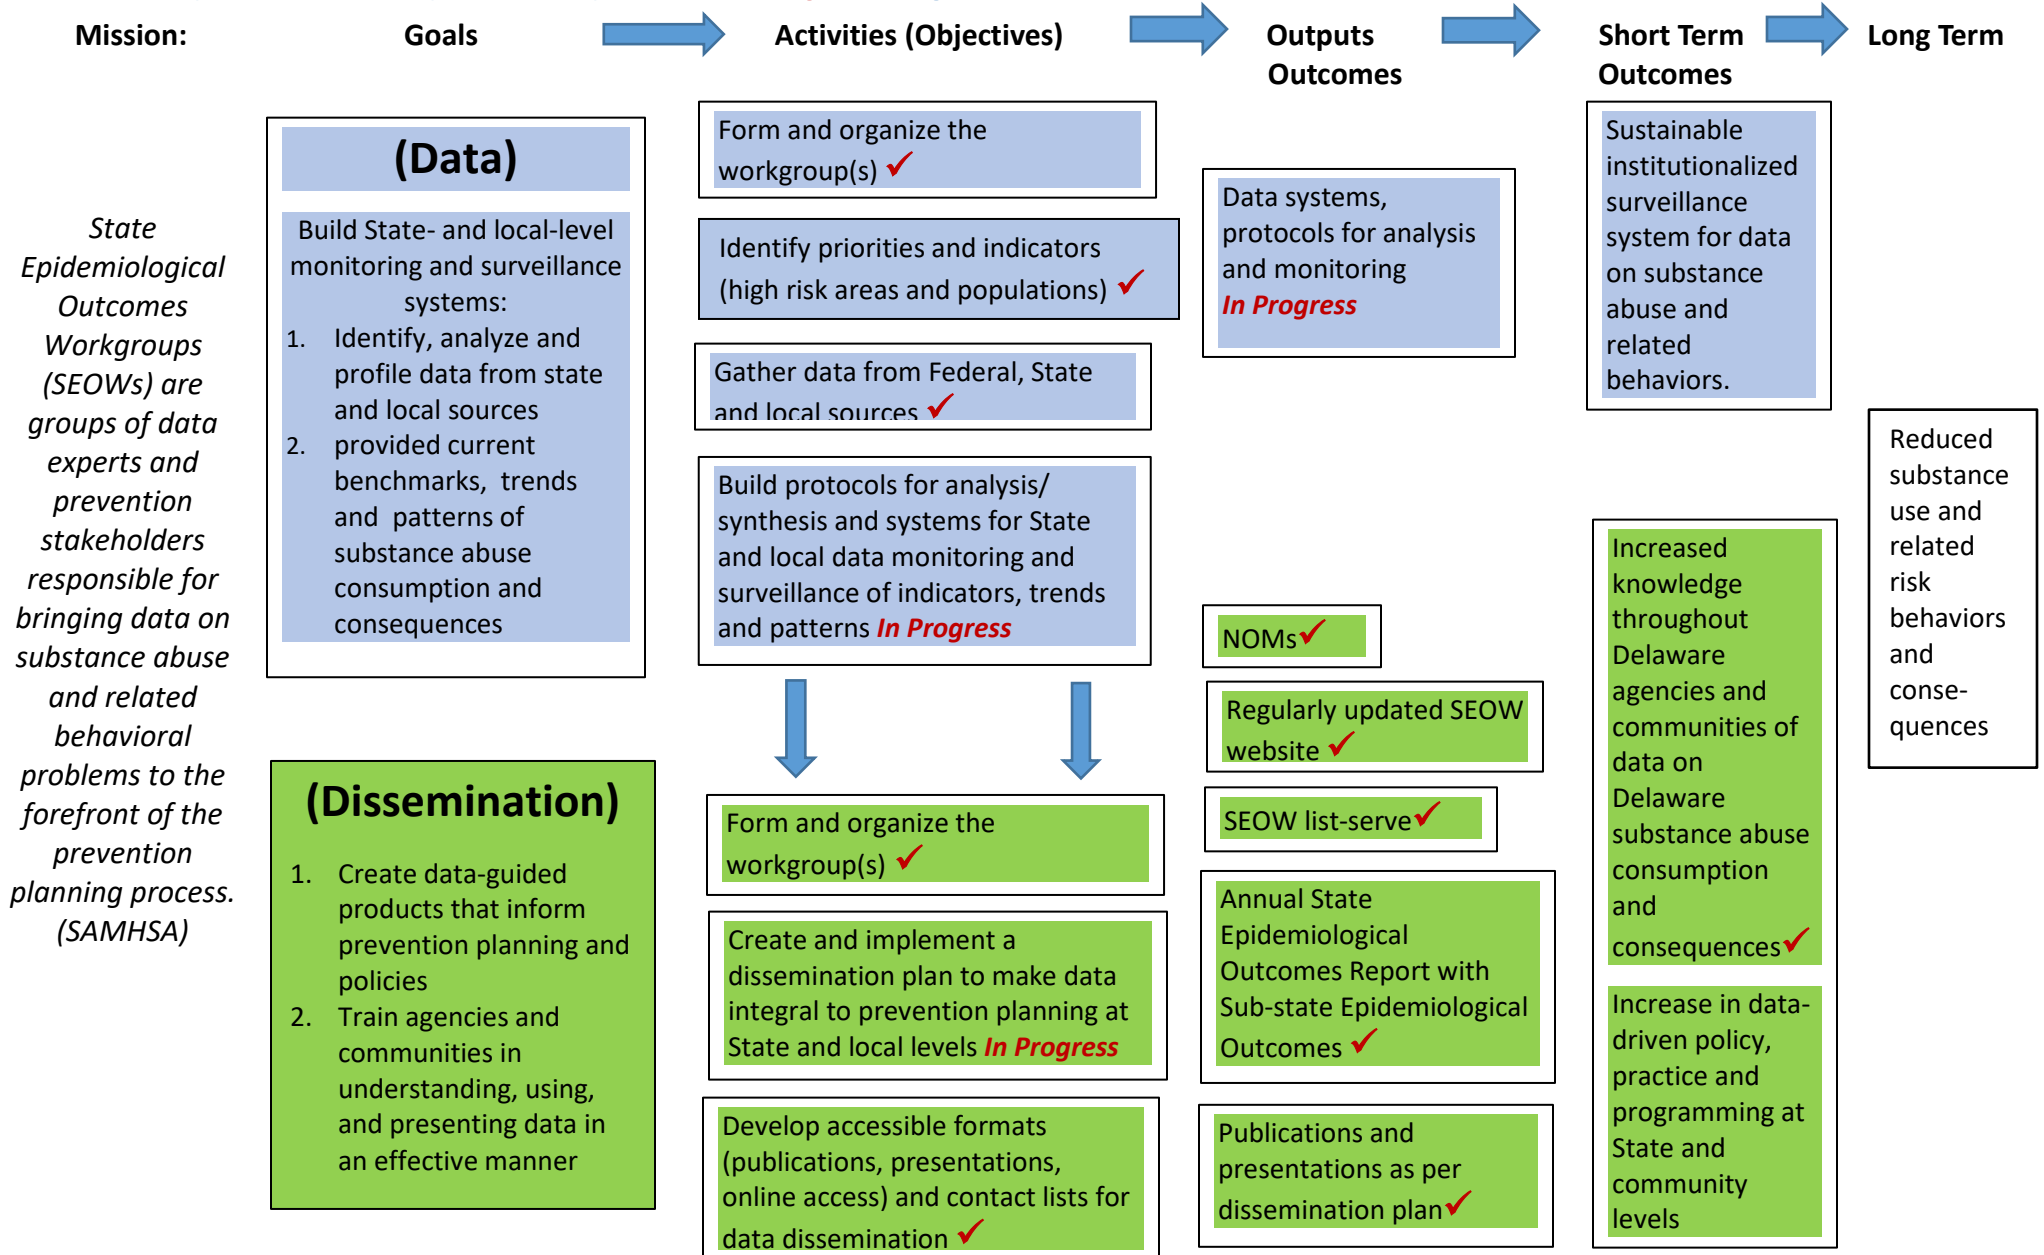 Mission:
Goals
Activities (Objectives)
Outputs
Outcomes
Short Term
Outcomes
Long Term
State
Epidemiological
Outcomes
Workgroups
(SEOWs) are
groups of data
experts and
prevention
stakeholders
responsible for
bringing data on
substance abuse
and related
behavioral
problems to the
forefront of the
prevention
planning process.
(SAMHSA)
(Data)
Build State- and local-level
monitoring and surveillance
systems:
1. Identify, analyze and
profile data from state
and local sources
2. provided current
benchmarks, trends
and patterns of
substance abuse
consumption and
consequences
(Dissemination)
1. Create data-guided
products that inform
prevention planning and
policies
2. Train agencies and
communities in
understanding, using,
and presenting data in
an effective manner
Form and organize the
workgroup(s) ✓
Identify priorities and indicators
(high risk areas and populations) ✓
Gather data from Federal, State
and local sources ✓
Build protocols for analysis/
synthesis and systems for State
and local data monitoring and
surveillance of indicators, trends
and patterns In Progress
Form and organize the
workgroup(s) ✓
Create and implement a
dissemination plan to make data
integral to prevention planning at
State and local levels In Progress
Develop accessible formats
(publications, presentations,
online access) and contact lists for
data dissemination ✓
Data systems,
protocols for analysis
and monitoring
In Progress
NOMs ✓
Regularly updated SEOW
website ✓
SEOW list-serve ✓
Annual State
Epidemiological
Outcomes Report with
Sub-state Epidemiological
Outcomes ✓
Publications and
presentations as per
dissemination plan ✓
Sustainable
institutionalized
surveillance
system for data
on substance
abuse and
related
behaviors.
Increased
knowledge
throughout
Delaware
agencies and
communities of
data on
Delaware
substance abuse
consumption
and
consequences ✓
Increase in data-
driven policy,
practice and
programming at
State and
community
levels
Reduced
substance
use and
related
risk
behaviors
and
conse-
quences